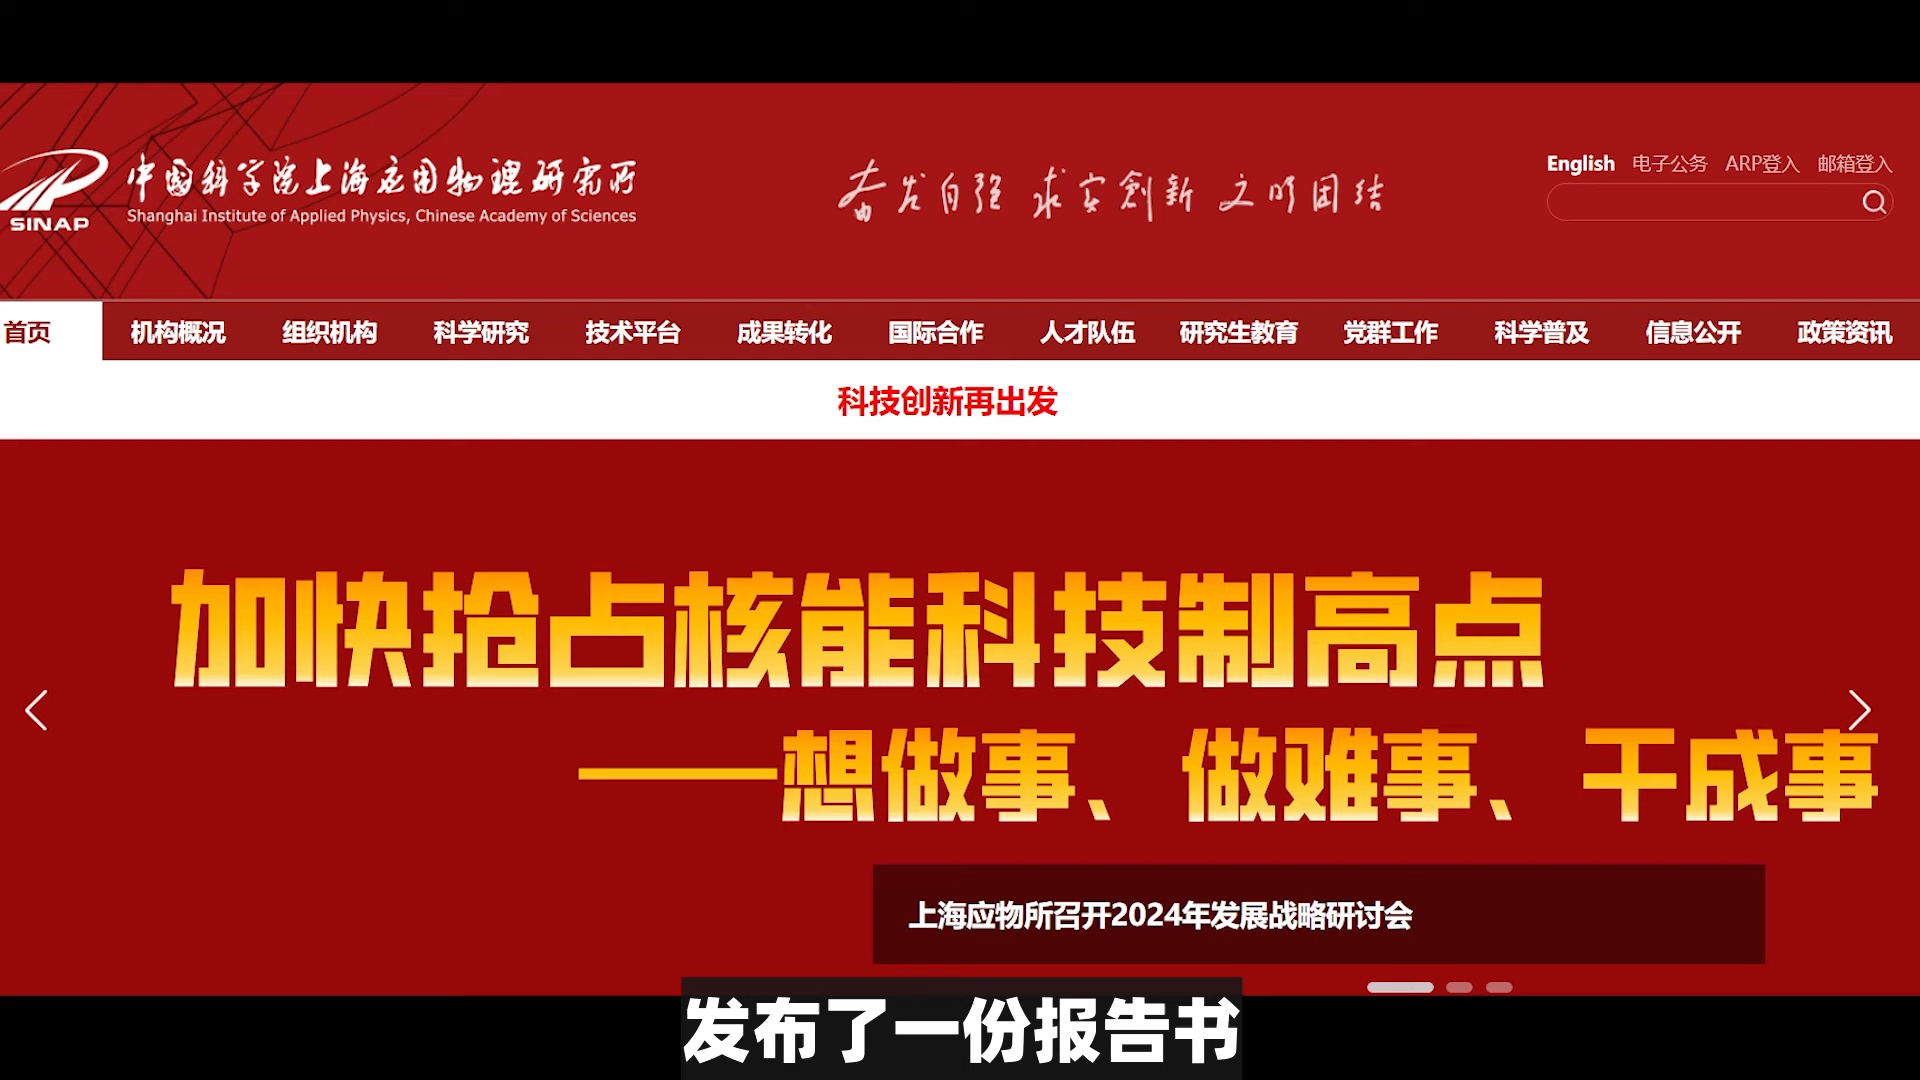 SINAP
中国科学院上海应用物理研究所
Shanghai Institute of Applied Physics, Chinese Academy of Sciences
奋发自强 求实創新 文明团结
English 电子公务 ARP登入 邮箱登入
首页 机构概况 组织机构 科学研究 技术平台 成果转化 国际合作 人才队伍 研究生教育 党群工作 科学普及 信息公开 政策资讯
科技创新再出发
加快抢占核能科技制高点
——想做事、做难事、干成事
上海应物所召开2024年发展战略研讨会
发布了一份报告书